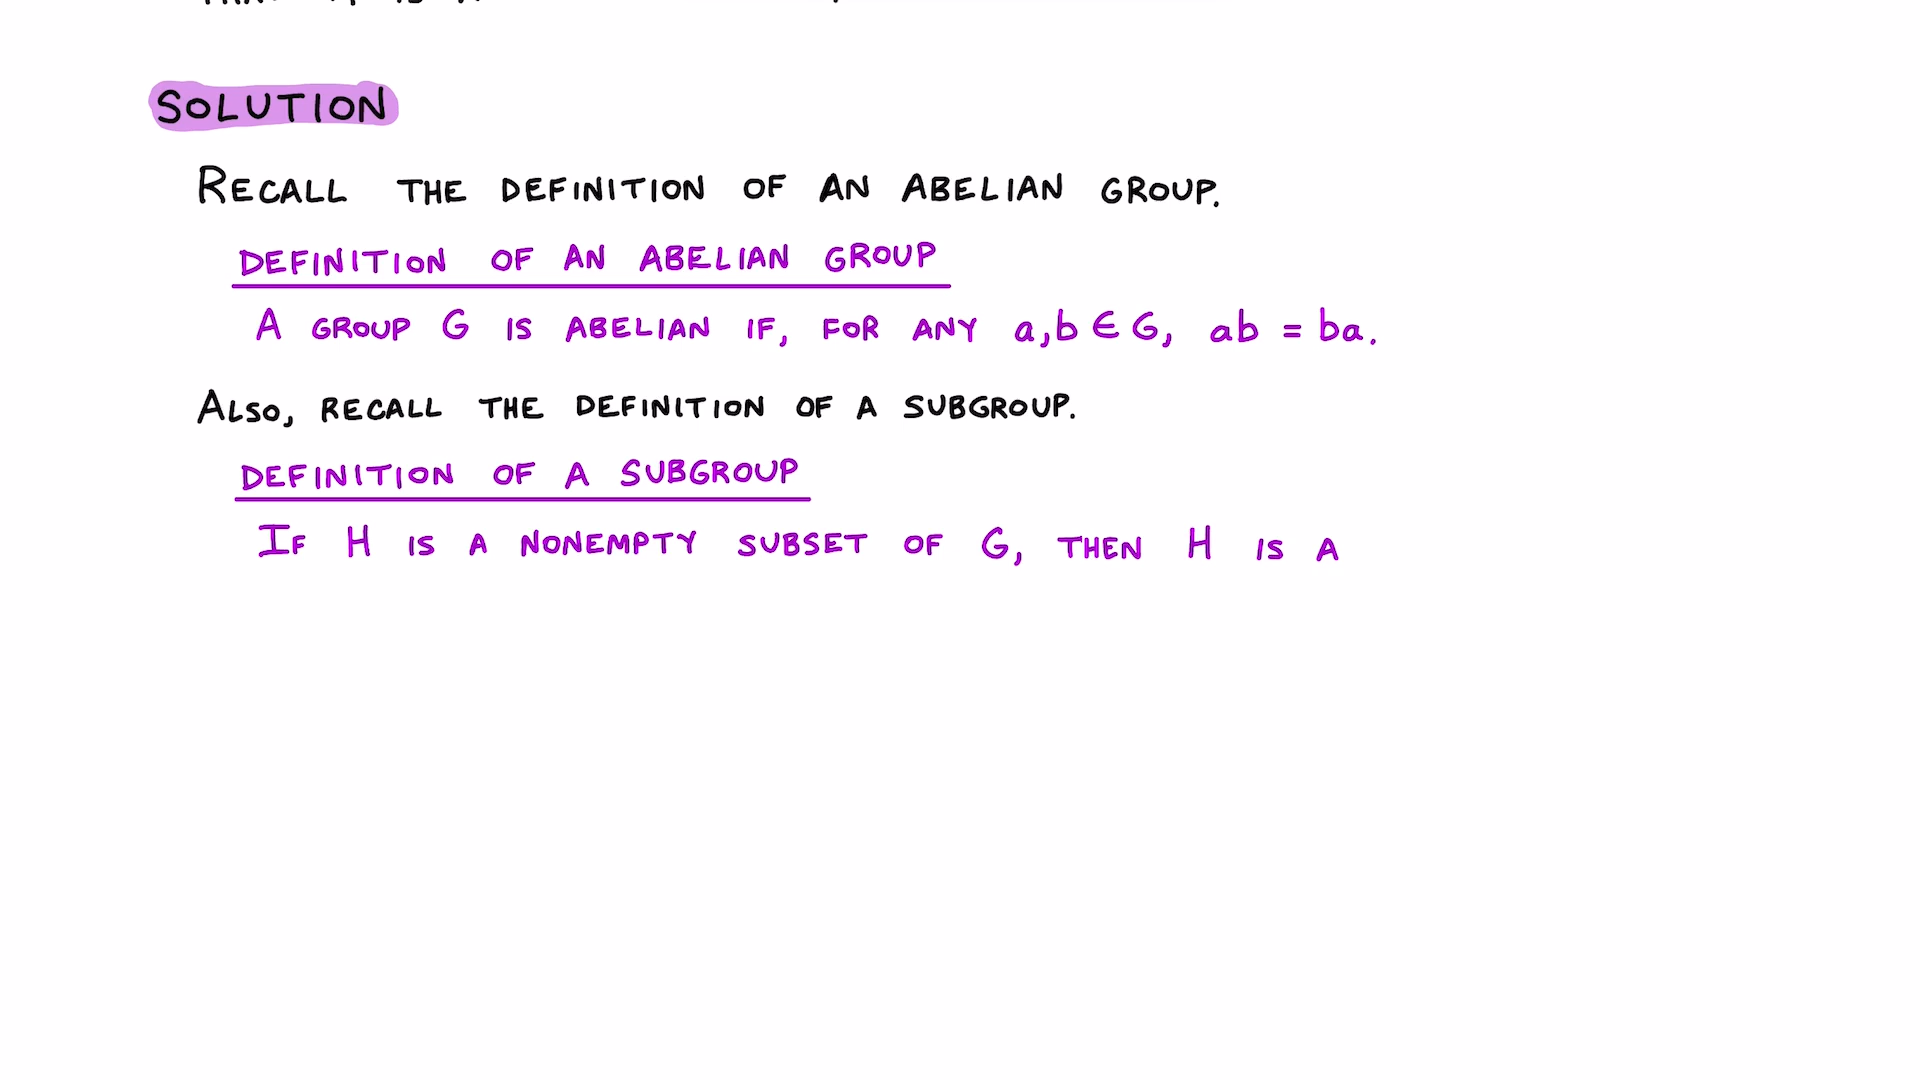 SOLUTION
RECALL THE DEFINITION OF AN ABELIAN GROUP.
DEFINITION OF AN ABELIAN GROUP
A GROUP G IS ABELIAN IF, FOR ANY a,b ∈ G, ab = ba.
ALSO, RECALL THE DEFINITION OF A SUBGROUP.
DEFINITION OF A SUBGROUP
IF H IS A NONEMPTY SUBSET OF G, THEN H IS A